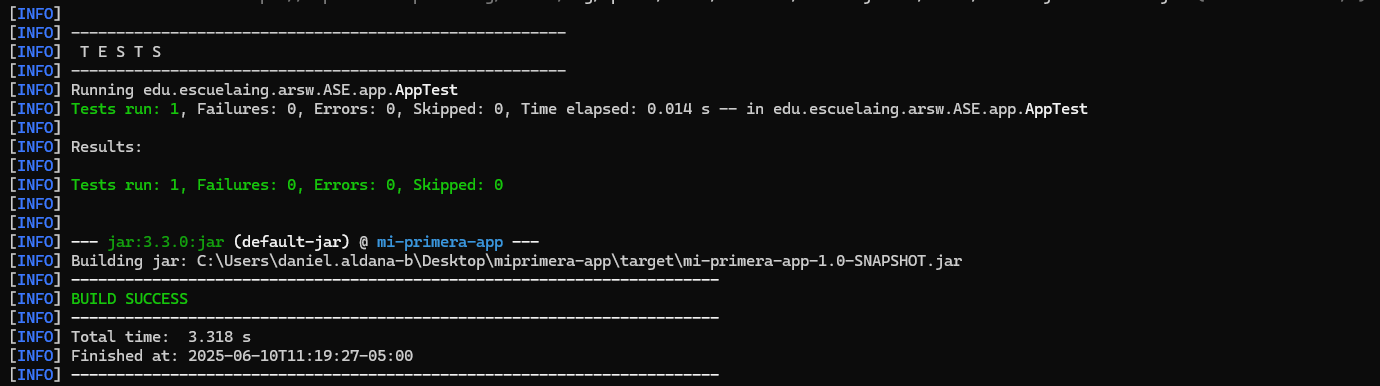 [INFO]
[INFO] -------------------------------------------------------
[INFO]  T E S T S
[INFO] -------------------------------------------------------
[INFO] Running edu.escuelaing.arsw.ASE.app.AppTest
[INFO] Tests run: 1, Failures: 0, Errors: 0, Skipped: 0, Time elapsed: 0.014 s -- in edu.escuelaing.arsw.ASE.app.AppTest
[INFO]
[INFO] Results:
[INFO]
[INFO] Tests run: 1, Failures: 0, Errors: 0, Skipped: 0
[INFO]
[INFO]
[INFO] --- jar:3.3.0:jar (default-jar) @ mi-primera-app ---
[INFO] Building jar: C:\Users\daniel.aldana-b\Desktop\miprimera-app\target\mi-primera-app-1.0-SNAPSHOT.jar
[INFO] ------------------------------------------------------------------------
[INFO] BUILD SUCCESS
[INFO] ------------------------------------------------------------------------
[INFO] Total time:  3.318 s
[INFO] Finished at: 2025-06-10T11:19:27-05:00
[INFO] ------------------------------------------------------------------------